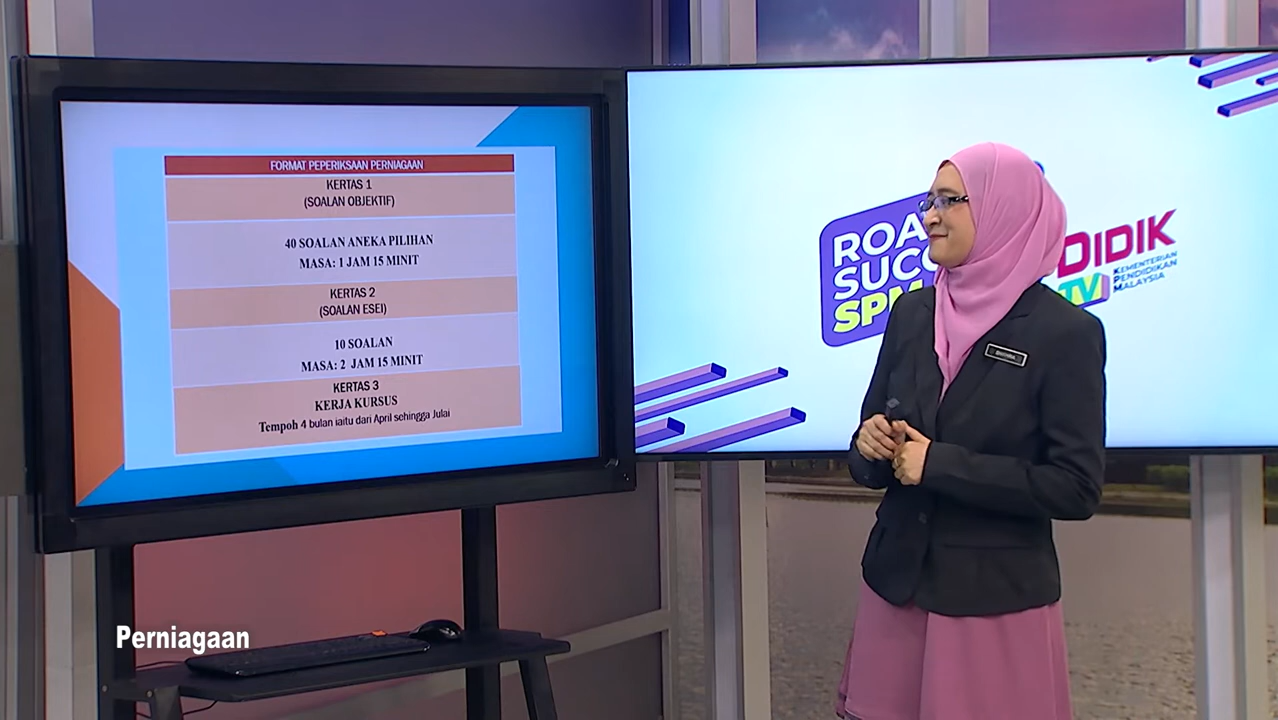 FORMAT PEPERIKSAAN PERNIAGAAN
KERTAS 1
(SOALAN OBJEKTIF)
40 SOALAN ANEKA PILIHAN
MASA: 1 JAM 15 MINIT
KERTAS 2
(SOALAN ESEI)
10 SOALAN
MASA: 2 JAM 15 MINIT
KERTAS 3
KERJA KURSUS
Tempoh 4 bulan iaitu dari April sehingga Julai
ROA
SUCC
SPM
DIDIK
TV
KEMENTERIAN
PENDIDIKAN
MALAYSIA
Perniagaan